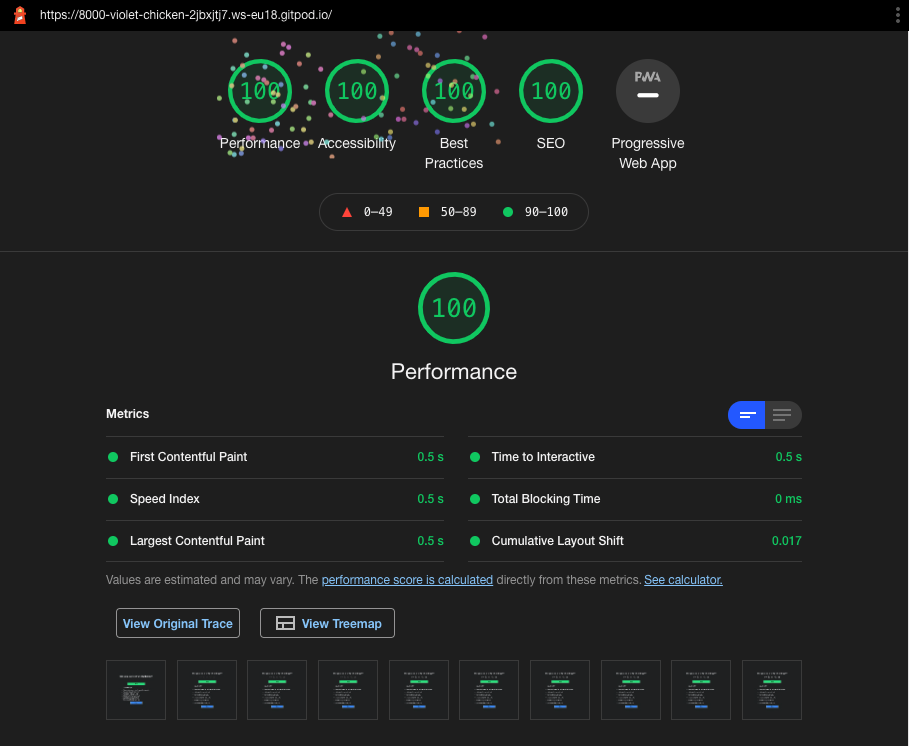 https://8000-violet-chicken-2jbxjtj7.ws-eu18.gitpod.io/
100 100 100 100 PWA
Performance Accessibility Best Practices SEO Progressive Web App
0–49 50–89 90–100
100
Performance
Metrics
First Contentful Paint 0.5 s
Time to Interactive 0.5 s
Speed Index 0.5 s
Total Blocking Time 0 ms
Largest Contentful Paint 0.5 s
Cumulative Layout Shift 0.017
Values are estimated and may vary. The performance score is calculated directly from these metrics. See calculator.
View Original Trace View Treemap